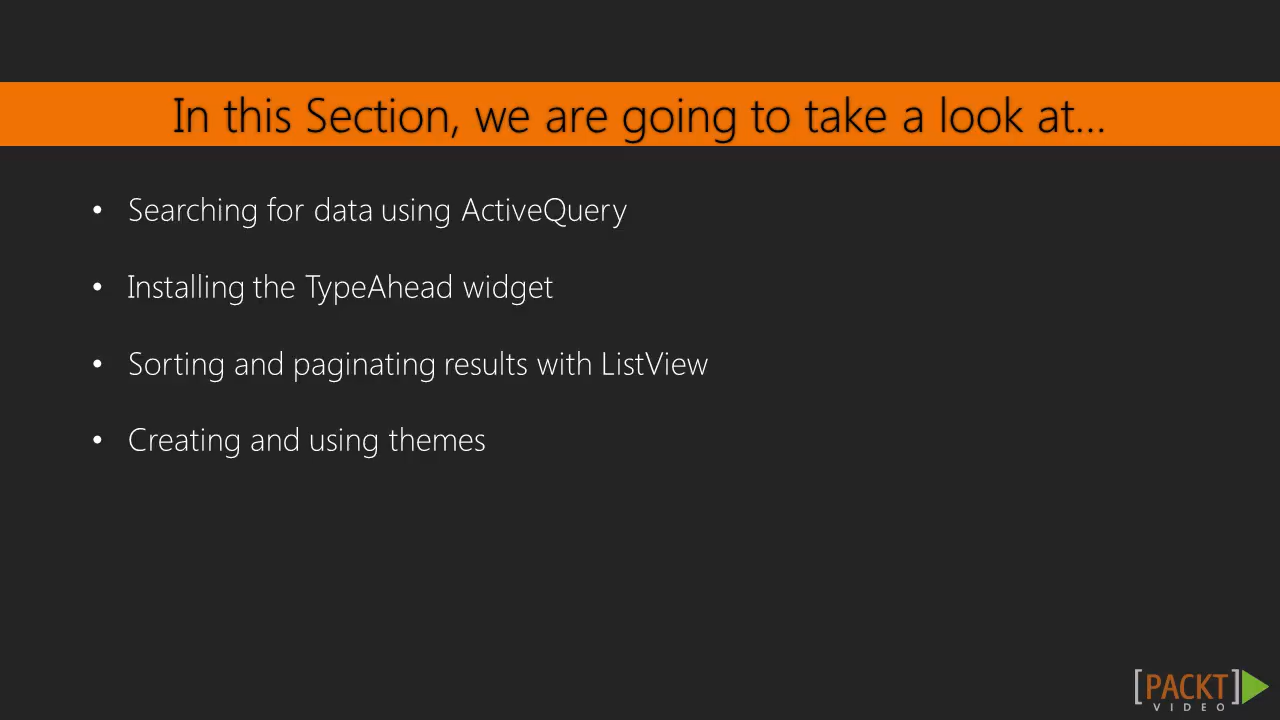 In this Section, we are going to take a look at...
• Searching for data using ActiveQuery
• Installing the TypeAhead widget
• Sorting and paginating results with ListView
• Creating and using themes
[PACKT]
VIDEO